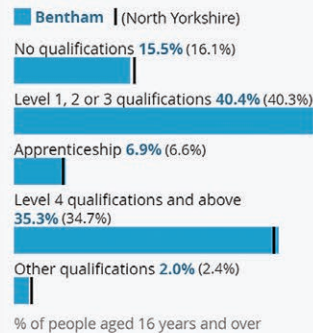 Bentham | (North Yorkshire)
No qualifications 15.5% (16.1%)
Level 1, 2 or 3 qualifications 40.4% (40.3%)
Apprenticeship 6.9% (6.6%)
Level 4 qualifications and above
35.3% (34.7%)
Other qualifications 2.0% (2.4%)
% of people aged 16 years and over